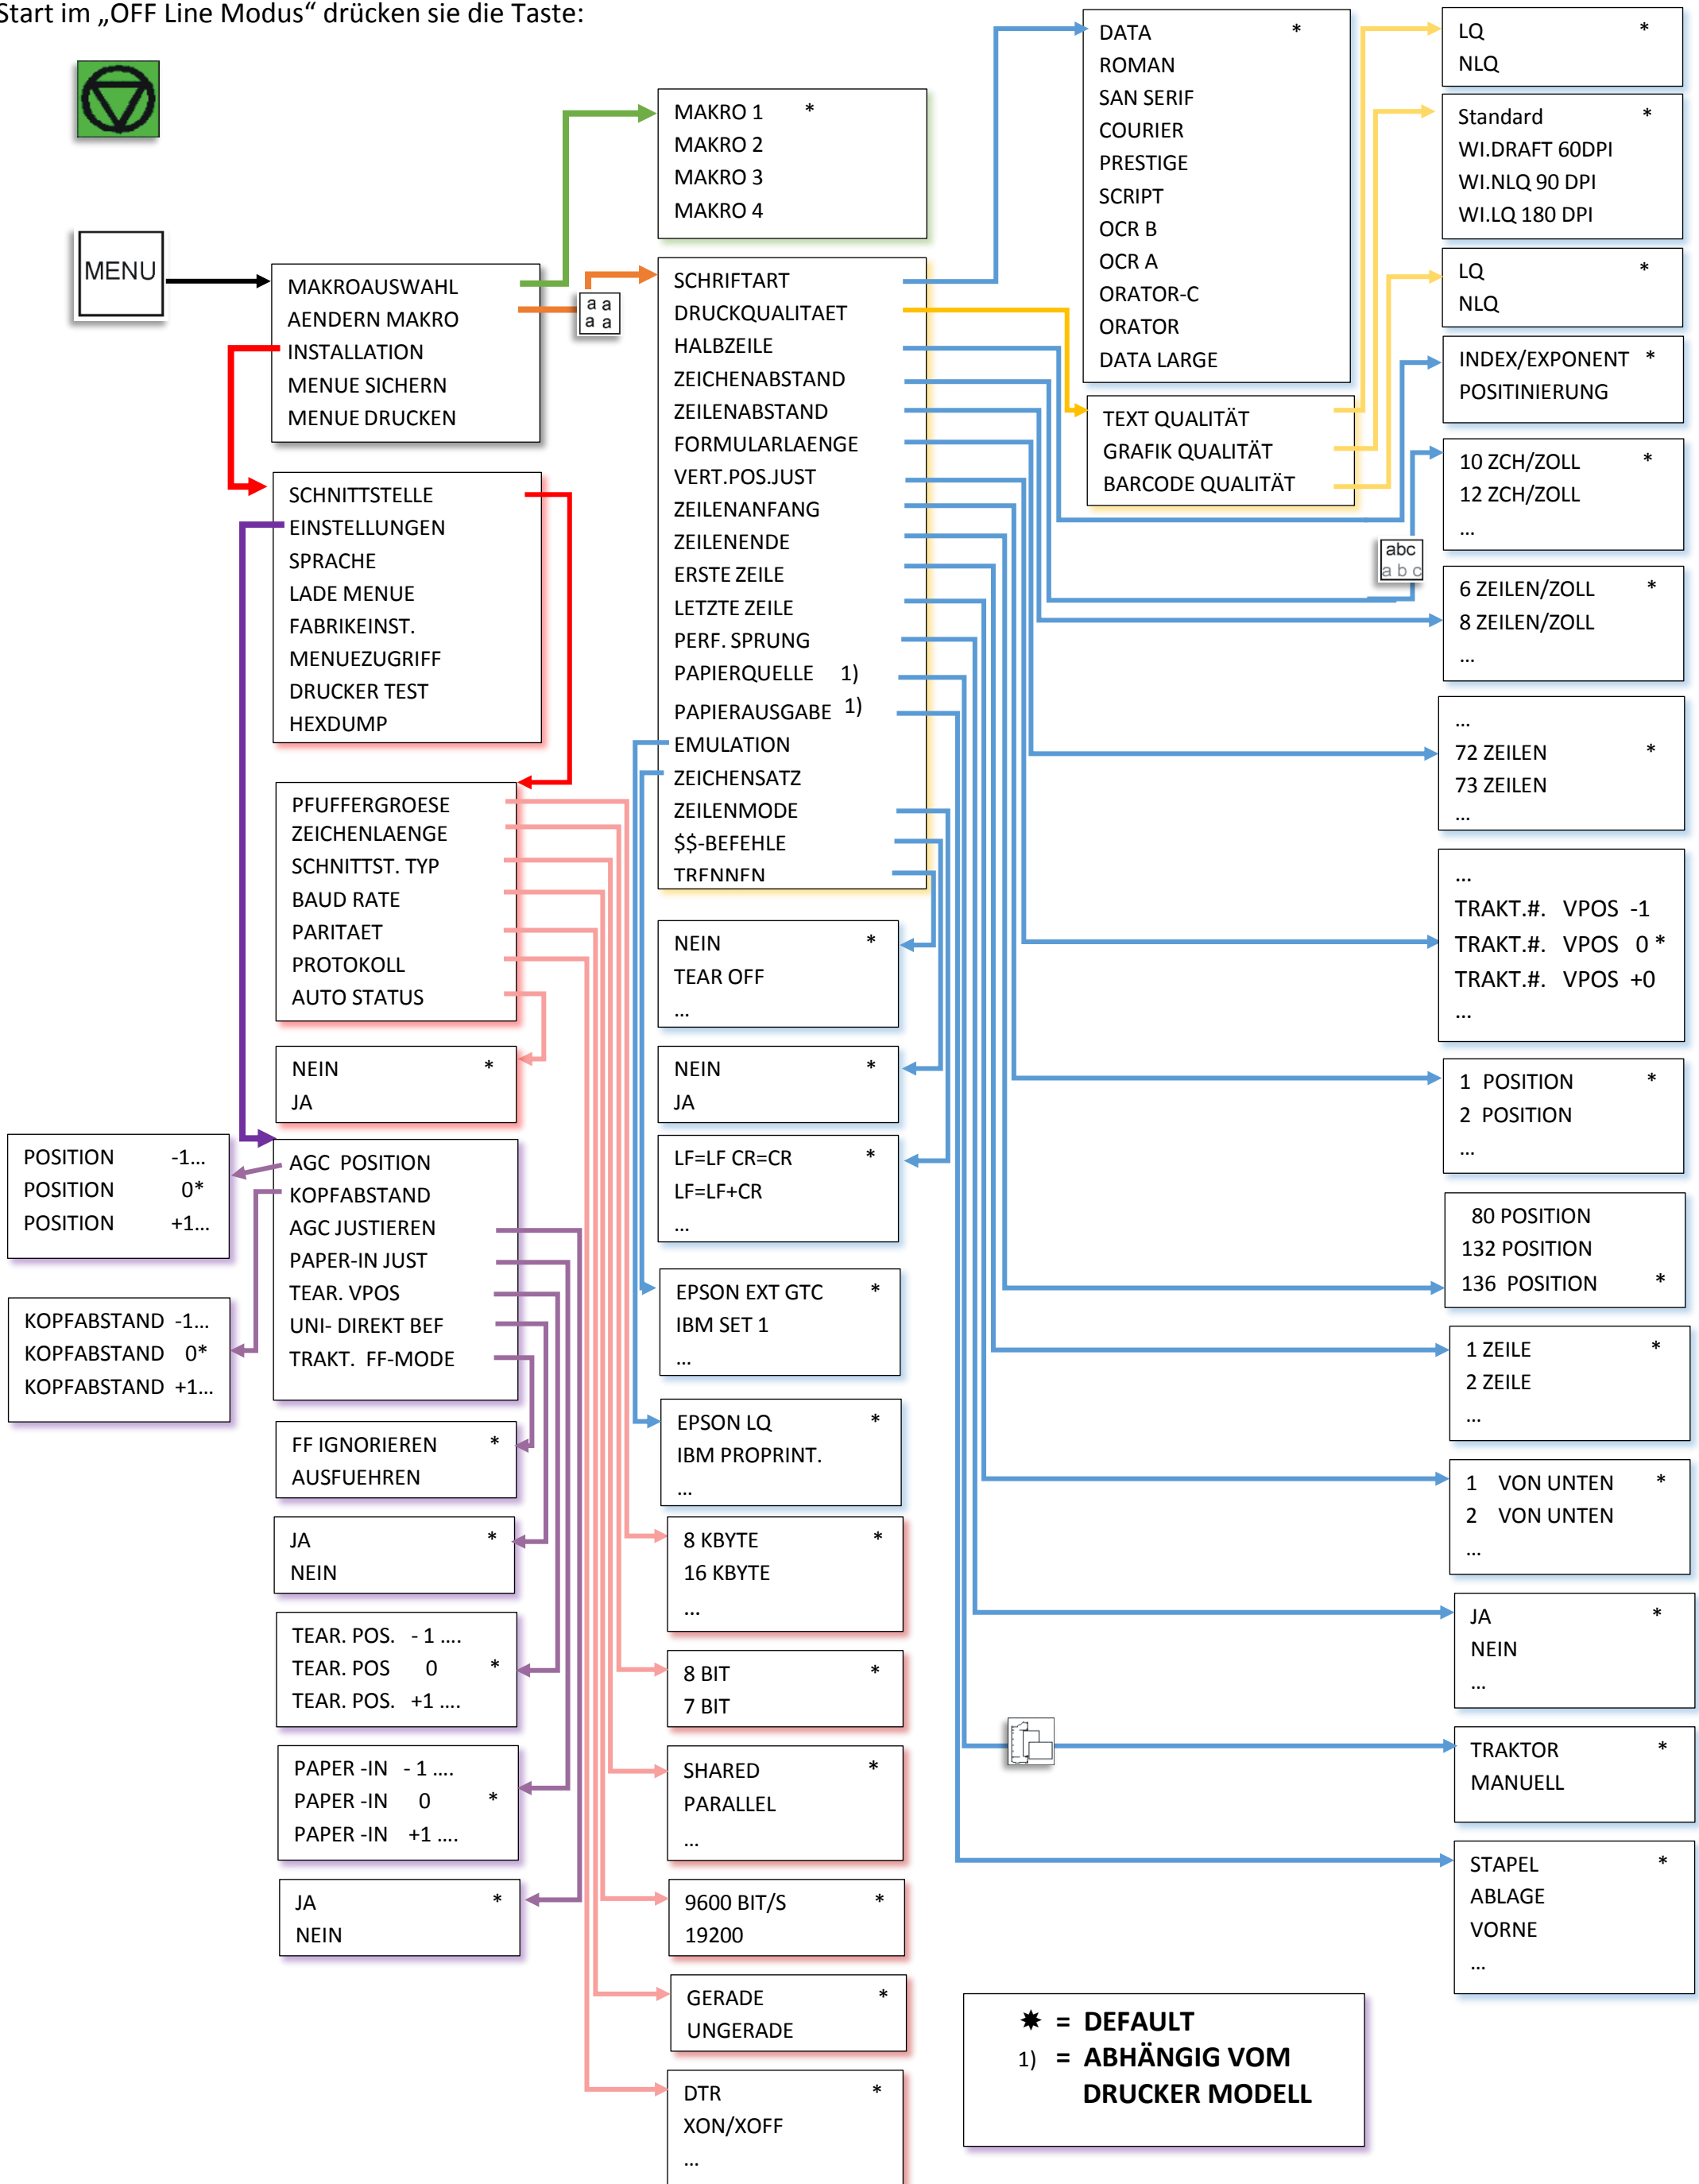 Start im „OFF Line Modus“ drücken sie die Taste:
MENU
MAKROAUSWAHL
AENDERN MAKRO
INSTALLATION
MENUE SICHERN
MENUE DRUCKEN
SCHNITTSTELLE
EINSTELLUNGEN
SPRACHE
LADE MENUE
FABRIKEINST.
MENUEZUGRIFF
DRUCKER TEST
HEXDUMP
PFUFFERGROESE
ZEICHENLAENGE
SCHNITTST. TYP
BAUD RATE
PARITAET
PROTOKOLL
AUTO STATUS
NEIN *
JA
POSITION -1...
POSITION 0*
POSITION +1...
KOPFABSTAND -1...
KOPFABSTAND 0*
KOPFABSTAND +1...
AGC POSITION
KOPFABSTAND
AGC JUSTIEREN
PAPER-IN JUST
TEAR. VPOS
UNI- DIREKT BEF
TRAKT. FF-MODE
FF IGNORIEREN *
AUSFUEHREN
JA *
NEIN
TEAR. POS. - 1 ....
TEAR. POS 0 *
TEAR. POS. +1 ....
PAPER -IN - 1 ....
PAPER -IN 0 *
PAPER -IN +1 ....
JA *
NEIN
MAKRO 1 *
MAKRO 2
MAKRO 3
MAKRO 4
a a
a a
SCHRIFTART
DRUCKQUALITAET
HALBZEILE
ZEICHENABSTAND
ZEILENABSTAND
FORMULARLAENGE
VERT.POS.JUST
ZEILENANFANG
ZEILENENDE
ERSTE ZEILE
LETZTE ZEILE
PERF. SPRUNG
PAPIERQUELLE 1)
PAPIERAUSGABE 1)
EMULATION
ZEICHENSATZ
ZEILENMODE
$$-BEFEHLE
TRENNEN
NEIN *
TEAR OFF
...
NEIN *
JA
LF=LF CR=CR *
LF=LF+CR
...
EPSON EXT GTC *
IBM SET 1
...
EPSON LQ *
IBM PROPRINT.
...
8 KBYTE *
16 KBYTE
...
8 BIT *
7 BIT
SHARED *
PARALLEL
...
9600 BIT/S *
19200
GERADE *
UNGERADE
DTR *
XON/XOFF
...
DATA *
ROMAN
SAN SERIF
COURIER
PRESTIGE
SCRIPT
OCR B
OCR A
ORATOR-C
ORATOR
DATA LARGE
TEXT QUALITÄT
GRAFIK QUALITÄT
BARCODE QUALITÄT
LQ *
NLQ
Standard *
WI.DRAFT 60DPI
WI.NLQ 90 DPI
WI.LQ 180 DPI
LQ *
NLQ
INDEX/EXPONENT *
POSITINIERUNG
10 ZCH/ZOLL *
12 ZCH/ZOLL
...
abc
a b c
6 ZEILEN/ZOLL *
8 ZEILEN/ZOLL
...
...
72 ZEILEN *
73 ZEILEN
...
...
TRAKT.#. VPOS -1
TRAKT.#. VPOS 0 *
TRAKT.#. VPOS +0
...
1 POSITION *
2 POSITION
...
80 POSITION
132 POSITION
136 POSITION *
1 ZEILE *
2 ZEILE
...
1 VON UNTEN *
2 VON UNTEN
...
JA *
NEIN
...
TRAKTOR *
MANUELL
STAPEL *
ABLAGE
VORNE
...
✷ = DEFAULT
1) = ABHÄNGIG VOM
DRUCKER MODELL